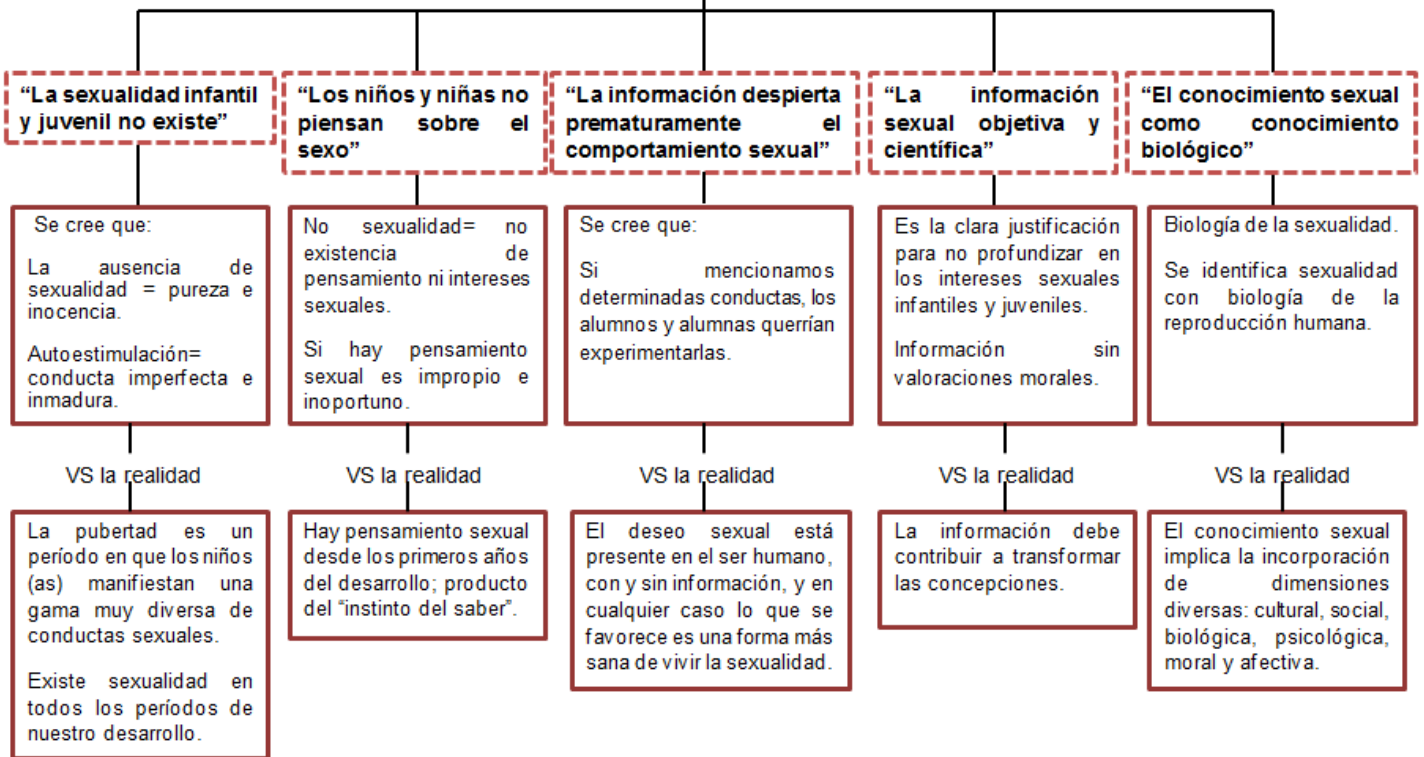 “La sexualidad infantil
y juvenil no existe”
“Los niños y niñas no
piensan sobre el
sexo”
“La información despierta
prematuramente el
comportamiento sexual”
“La información
sexual objetiva y
científica”
“El conocimiento sexual
como conocimiento
biológico”
Se cree que:
La ausencia de
sexualidad = pureza e
inocencia.
Autoestimulación=
conducta imperfecta e
inmadura.
No sexualidad= no
existencia de
pensamiento ni intereses
sexuales.
Si hay pensamiento
sexual es impropio e
inoportuno.
Se cree que:
Si mencionamos
determinadas conductas, los
alumnos y alumnas querrían
experimentarlas.
Es la clara justificación
para no profundizar en
los intereses sexuales
infantiles y juveniles.
Información sin
valoraciones morales.
Biología de la sexualidad.
Se identifica sexualidad
con biología de la
reproducción humana.
VS la realidad
VS la realidad
VS la realidad
VS la realidad
VS la realidad
La pubertad es un
período en que los niños
(as) manifiestan una
gama muy diversa de
conductas sexuales.
Existe sexualidad en
todos los períodos de
nuestro desarrollo.
Hay pensamiento sexual
desde los primeros años
del desarrollo; producto
del “instinto del saber”.
El deseo sexual está
presente en el ser humano,
con y sin información, y en
cualquier caso lo que se
favorece es una forma más
sana de vivir la sexualidad.
La información debe
contribuir a transformar
las concepciones.
El conocimiento sexual
implica la incorporación
de dimensiones
diversas: cultural, social,
biológica, psicológica,
moral y afectiva.